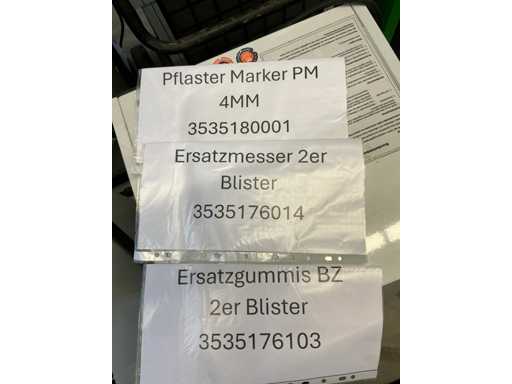 Pflaster Marker PM
4MM
3535180001
Ersatzmesser 2er
Blister
3535176014
Ersatzgummis BZ
2er Blister
3535176103